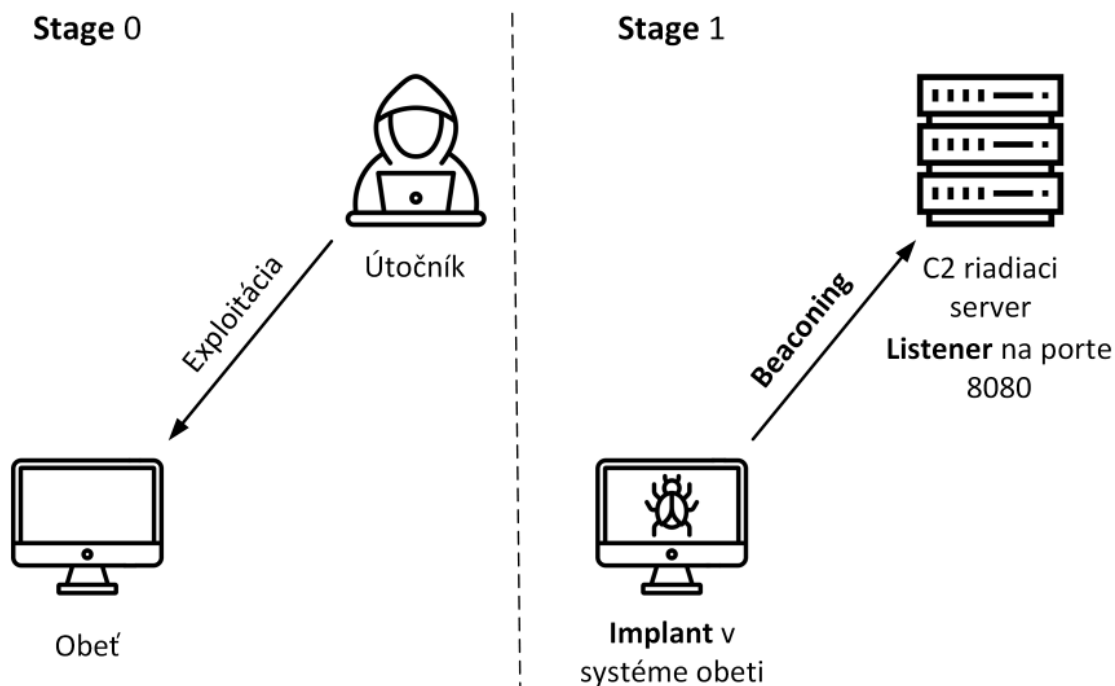 Stage 0
Útočník
Exploitácia
Obeť
Stage 1
C2 riadiaci
server
Listener na porte
8080
Beaconing
Implant v
systéme obeti